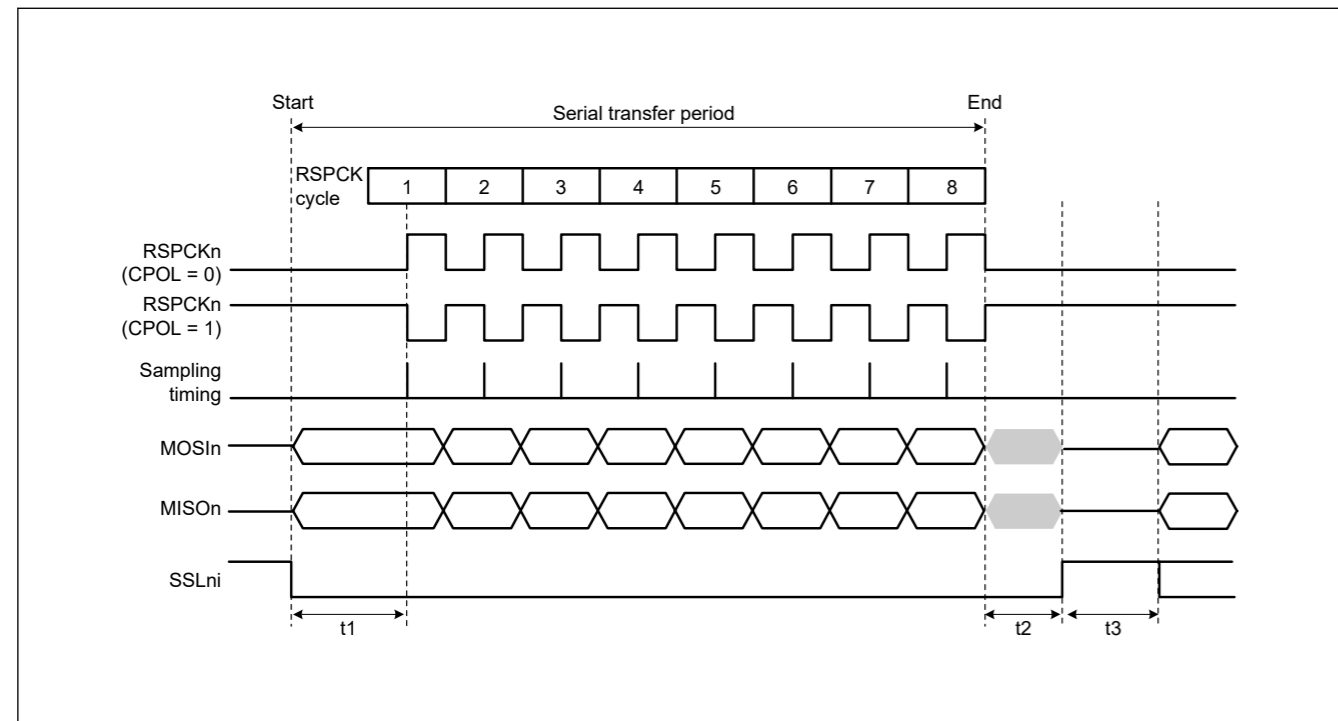 Start
End
Serial transfer period
RSPCK
cycle
1 2 3 4 5 6 7 8
RSPCKn
(CPOL = 0)
RSPCKn
(CPOL = 1)
Sampling
timing
MOSIn
MISOn
SSLni
t1
t2
t3